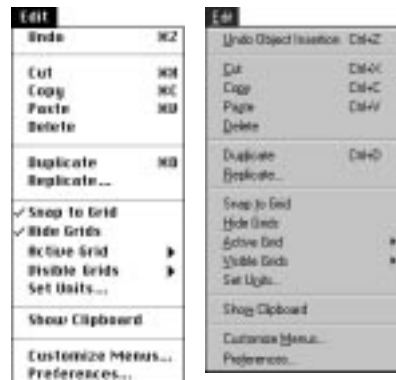 Edit
Undo ⌘Z
Cut ⌘X
Copy ⌘C
Paste ⌘V
Delete
Duplicate ⌘D
Replicate...
✓ Snap to Grid
✓ Hide Grids
Active Grid ▶
Visible Grids ▶
Set Units...
Show Clipboard
Customize Menus...
Preferences...
Edit
Undo Object Insertion Ctrl+Z
Cut Ctrl+X
Copy Ctrl+C
Paste Ctrl+V
Delete
Duplicate Ctrl+D
Replicate...
Snap to Grid
Hide Grids
Active Grid ▶
Visible Grids ▶
Set Units...
Show Clipboard
Customize Menus...
Preferences...